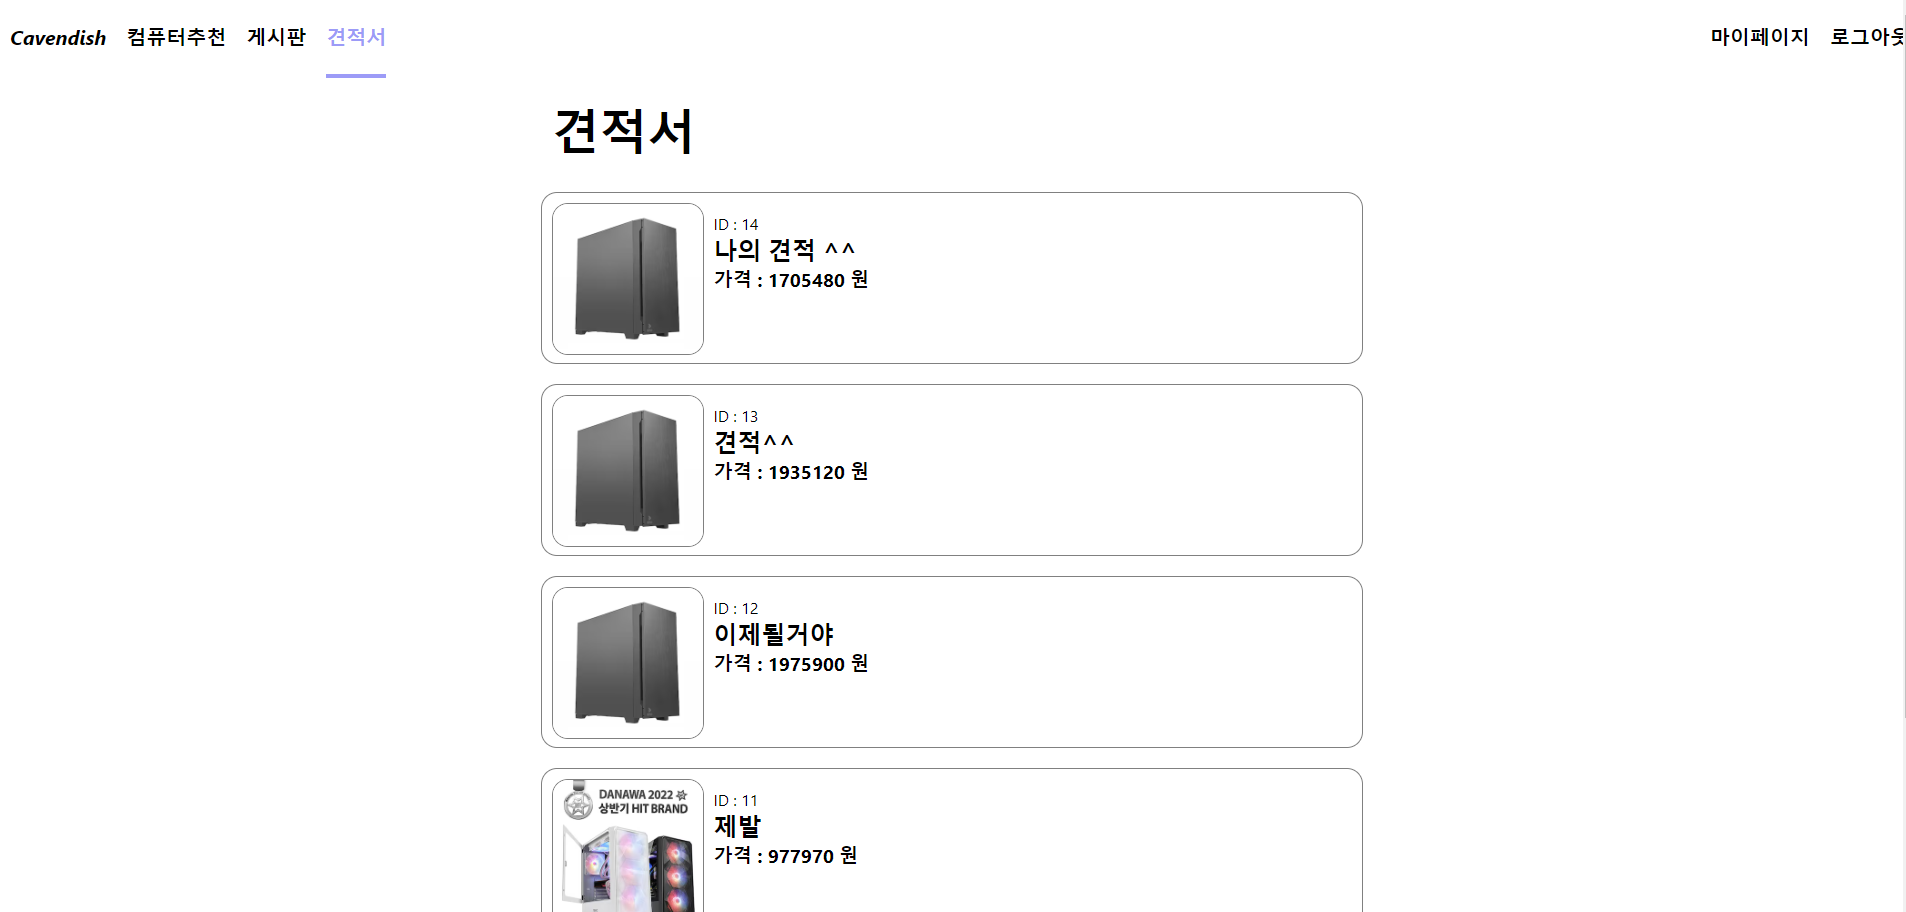 Cavendish 컴퓨터추천 게시판 견적서 마이페이지 로그아웃
견적서
ID : 14
나의 견적 ^^
가격 : 1705480 원
ID : 13
견적^^
가격 : 1935120 원
ID : 12
이제될거야
가격 : 1975900 원
DANAWA 2022
상반기 HIT BRAND
ID : 11
제발
가격 : 977970 원